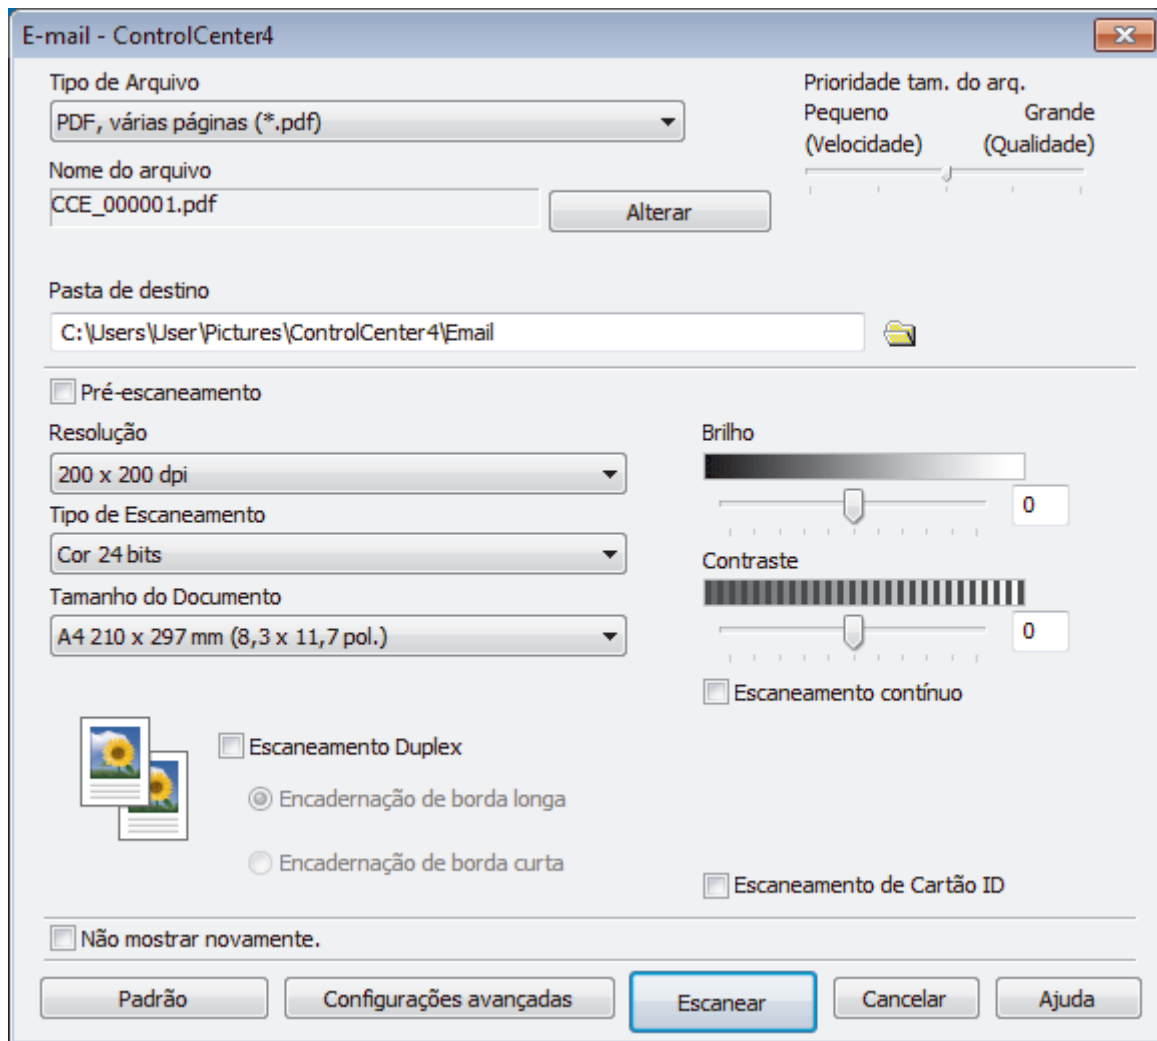 E-mail - ControlCenter4
Tipo de Arquivo
PDF, várias páginas (*.pdf)
Prioridade tam. do arq.
Pequeno Grande
(Velocidade) (Qualidade)
Nome do arquivo
CCE_000001.pdf
Alterar
Pasta de destino
C:\Users\User\Pictures\ControlCenter4\Email
Pré-escaneamento
Resolução
200 x 200 dpi
Tipo de Escaneamento
Cor 24 bits
Tamanho do Documento
A4 210 x 297 mm (8,3 x 11,7 pol.)
Brilho
0
Contraste
0
Escaneamento contínuo
Escaneamento Duplex
Encadernação de borda longa
Encadernação de borda curta
Escaneamento de Cartão ID
Não mostrar novamente.
Padrão Configurações avançadas Escanear Cancelar Ajuda